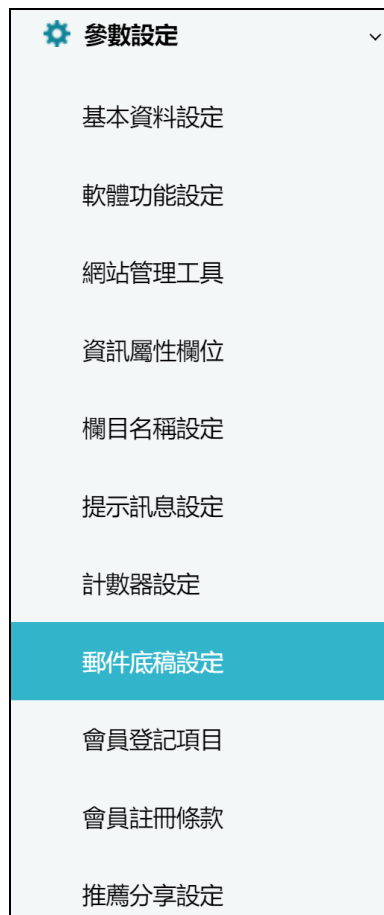 參數設定
基本資料設定
軟體功能設定
網站管理工具
資訊屬性欄位
欄目名稱設定
提示訊息設定
計數器設定
郵件底稿設定
會員登記項目
會員註冊條款
推薦分享設定